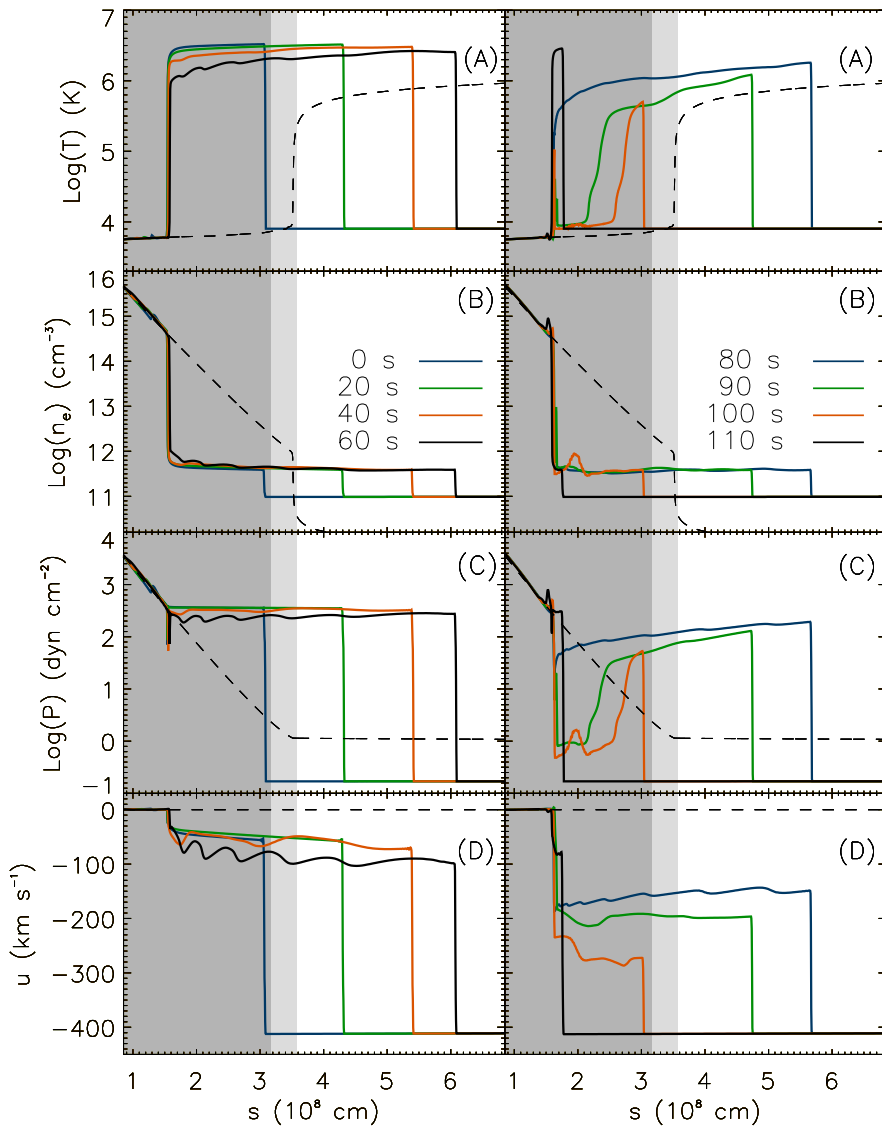 7
6
5
4
Log(T) (K)
(A)
(A)
16
15
14
13
12
11
Log(nₑ) (cm⁻³)
(B)
0 s
20 s
40 s
60 s
(B)
80 s
90 s
100 s
110 s
4
3
2
1
0
-1
Log(P) (dyn cm⁻²)
(C)
(C)
0
-100
-200
-300
-400
u (km s⁻¹)
(D)
(D)
1 2 3 4 5 6
s (10⁸ cm)
1 2 3 4 5 6
s (10⁸ cm)